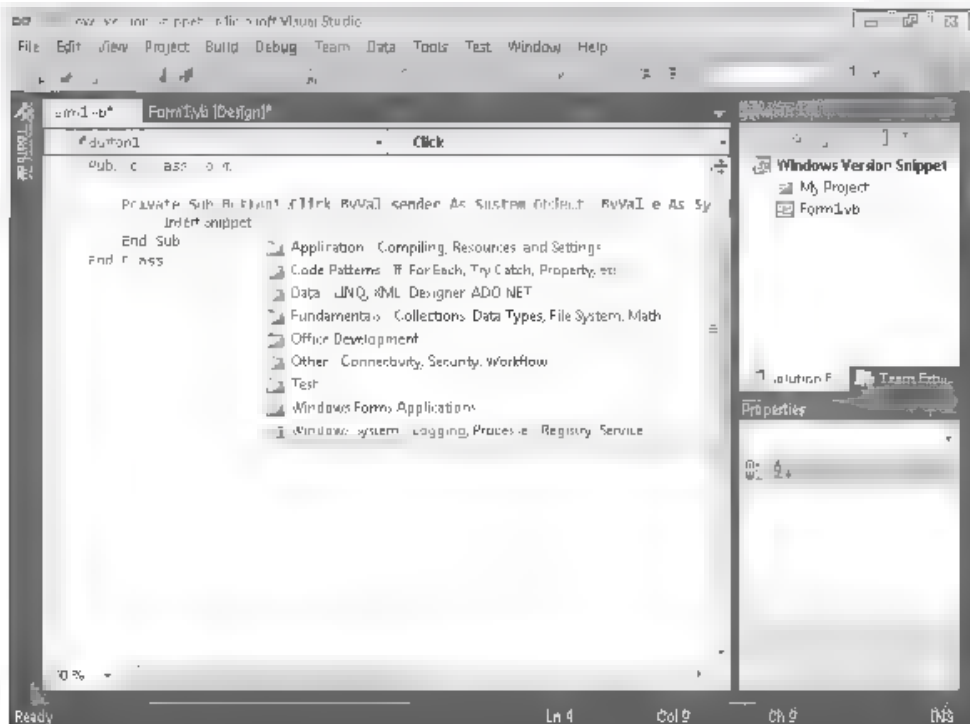 Visual Studio
File Edit View Project Build Debug Team Data Tools Test Window Help
Form1.vb [Design]*
Button1
Click
Private Sub Button1_Click ByVal sender As System.Object ByVal e As Sy
Insert Snippet
End Sub
End Class
Application Compiling, Resources and Settings
Code Patterns If For Each, Try Catch, Property, etc
Data LINQ, XML Designer ADO NET
Fundamentals Collections Data Types, File System, Math
Office Development
Other Connectivity, Security, Workflow
Test
Windows Forms Applications
Windows System Logging, Processes Registry Service
Windows Version Snippet
My Project
Form1.vb
Solution E
Team Explo
Properties
Ready
Ln 4
Col 9
Ch 9
INS